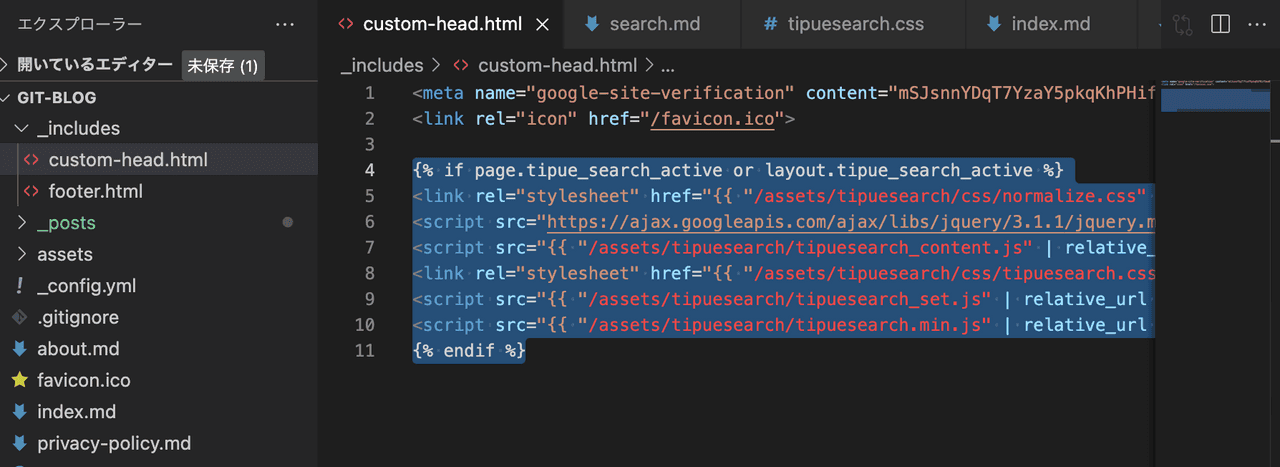 エクスプローラー ···
custom-head.html × search.md # tipuesearch.css index.md ···
開いているエディター 未保存 (1)
_includes > custom-head.html > ...
GIT-BLOG
_includes
custom-head.html
footer.html
_posts
assets
_config.yml
.gitignore
about.md
favicon.ico
index.md
privacy-policy.md
1 <meta name="google-site-verification" content="mSJsnnYDqT7YzaY5pkqKhPHif
2 <link rel="icon" href="/favicon.ico">
3
4 {% if page.tipue_search_active or layout.tipue_search_active %}
5 <link rel="stylesheet" href="{{ "/assets/tipuesearch/css/normalize.css"
6 <script src="https://ajax.googleapis.com/ajax/libs/jquery/3.1.1/jquery.m
7 <script src="{{ "/assets/tipuesearch/tipuesearch_content.js" | relative_
8 <link rel="stylesheet" href="{{ "/assets/tipuesearch/css/tipuesearch.css
9 <script src="{{ "/assets/tipuesearch/tipuesearch_set.js" | relative_url
10 <script src="{{ "/assets/tipuesearch/tipuesearch.min.js" | relative_url
11 {% endif %}